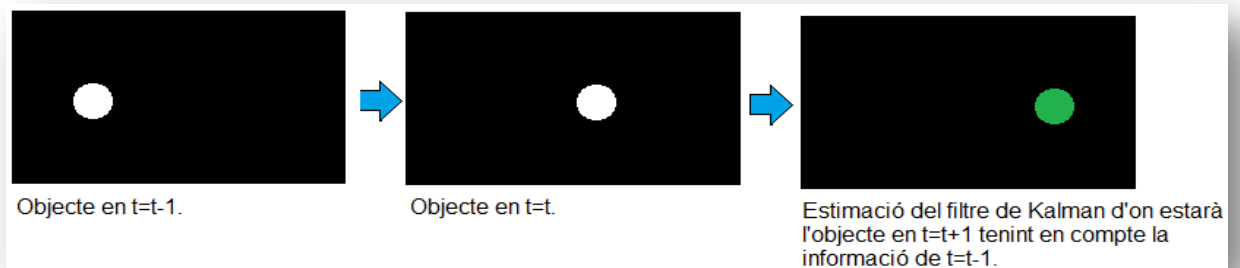 Objecte en t=t-1.
Objecte en t=t.
Estimació del filtre de Kalman d'on estarà
l'objecte en t=t+1 tenint en compte la
informació de t=t-1.